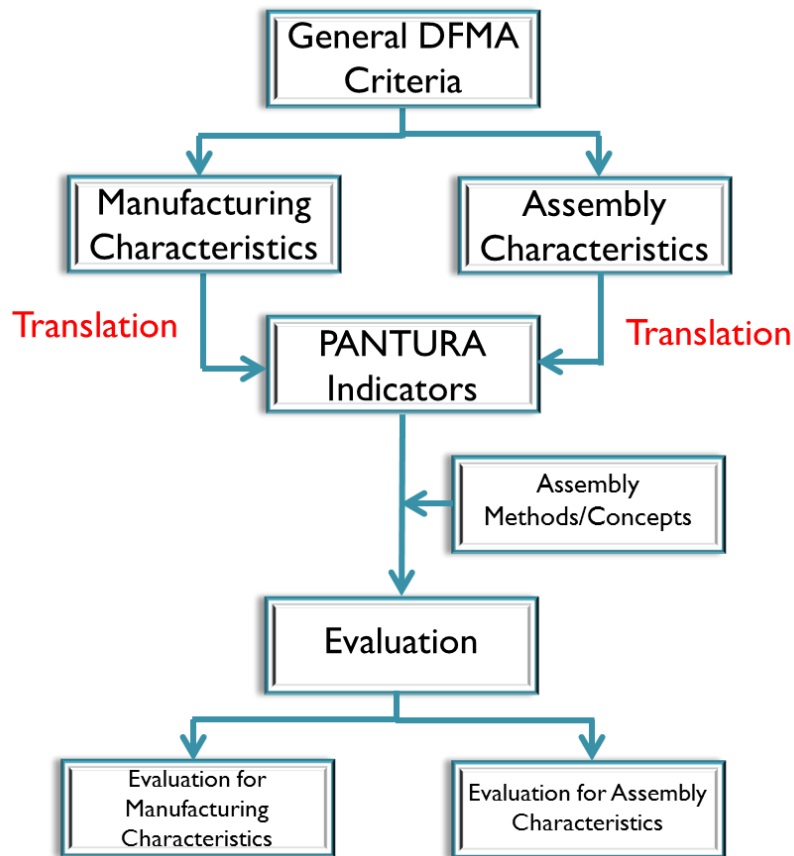 General DFMA
Criteria
Manufacturing
Characteristics
Assembly
Characteristics
Translation
PANTURA
Indicators
Translation
Assembly
Methods/Concepts
Evaluation
Evaluation for
Manufacturing
Characteristics
Evaluation for Assembly
Characteristics